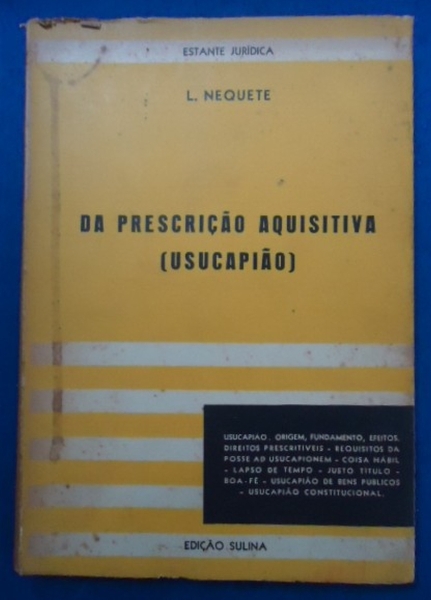 ESTANTE JURÍDICA
L. NEQUETE
DA PRESCRIÇÃO AQUISITIVA
(USUCAPIÃO)
USUCAPIÃO. ORIGEM, FUNDAMENTO, EFEITOS.
DIREITOS PRESCRITÍVEIS - REQUISITOS DA
POSSE AD USUCAPIONEM - COISA HÁBIL
- LAPSO DE TEMPO - JUSTO TÍTULO -
BOA-FÉ - USUCAPIÃO DE BENS PÚBLICOS
- USUCAPIÃO CONSTITUCIONAL.
EDIÇÃO SULINA